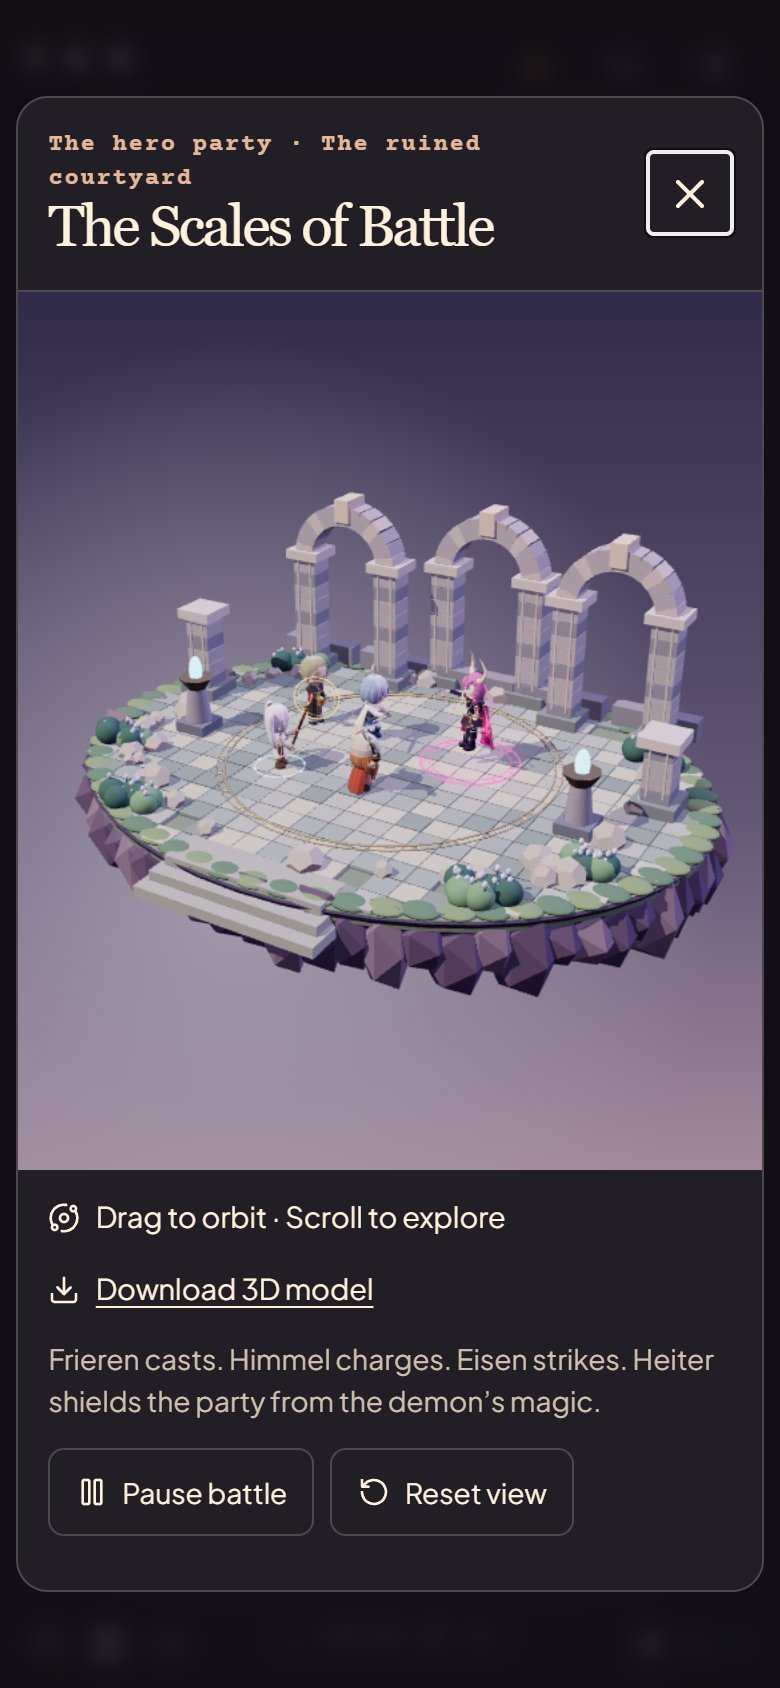 The hero party · The ruined
courtyard
The Scales of Battle
Drag to orbit · Scroll to explore
Download 3D model
Frieren casts. Himmel charges. Eisen strikes. Heiter
shields the party from the demon’s magic.
Pause battle
Reset view